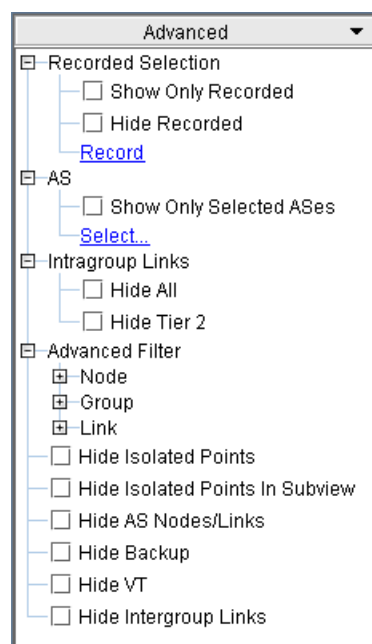 Advanced
Recorded Selection
Show Only Recorded
Hide Recorded
Record
AS
Show Only Selected ASes
Select...
Intragroup Links
Hide All
Hide Tier 2
Advanced Filter
Node
Group
Link
Hide Isolated Points
Hide Isolated Points In Subview
Hide AS Nodes/Links
Hide Backup
Hide VT
Hide Intergroup Links